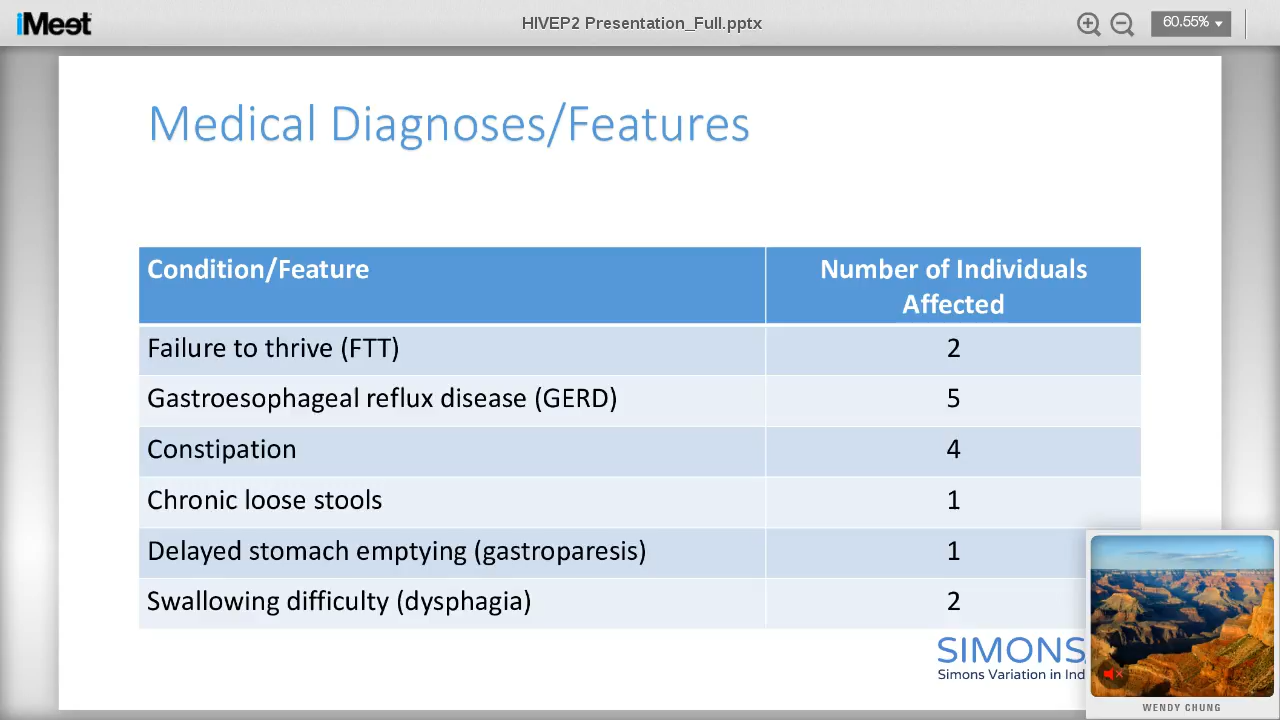 iMeet
HIVEP2 Presentation_Full.pptx
60.55%
Medical Diagnoses/Features
Condition/Feature
Number of Individuals
Affected
Failure to thrive (FTT)
2
Gastroesophageal reflux disease (GERD)
5
Constipation
4
Chronic loose stools
1
Delayed stomach emptying (gastroparesis)
1
Swallowing difficulty (dysphagia)
2
SIMONS
Simons Variation in Ind
WENDY CHUNG